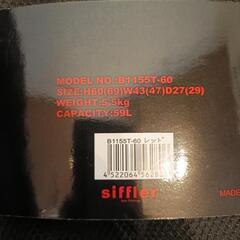 MODEL NO.:B1155T-60
SIZE:H60(69)W43(47)D27(29)
WEIGHT:5.5kg
CAPACITY:59L
B1155T-60 レッド
siffler
MADE